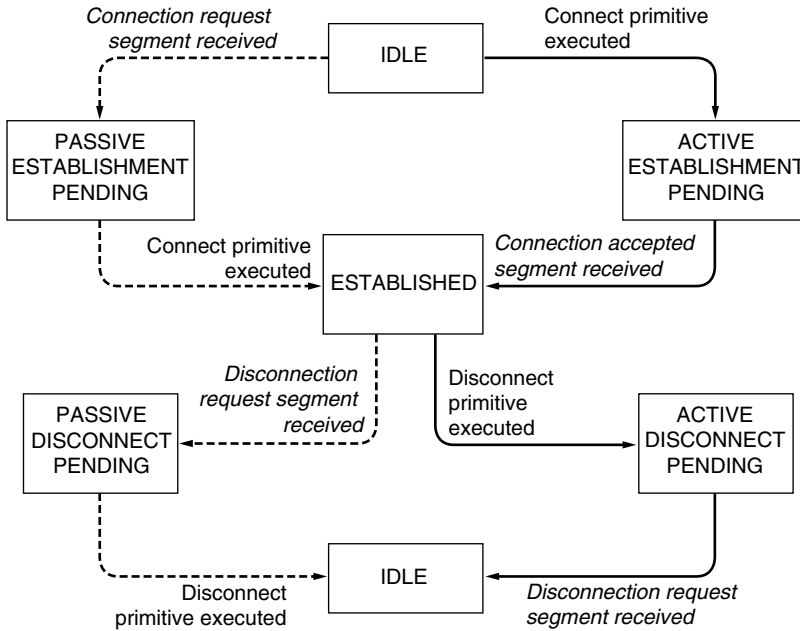 Connection request
segment received
IDLE
Connect primitive
executed
PASSIVE
ESTABLISHMENT
PENDING
ACTIVE
ESTABLISHMENT
PENDING
Connect primitive
executed
ESTABLISHED
Connection accepted
segment received
Disconnection
request segment
received
Disconnect
primitive
executed
PASSIVE
DISCONNECT
PENDING
ACTIVE
DISCONNECT
PENDING
Disconnect
primitive executed
IDLE
Disconnection request
segment received